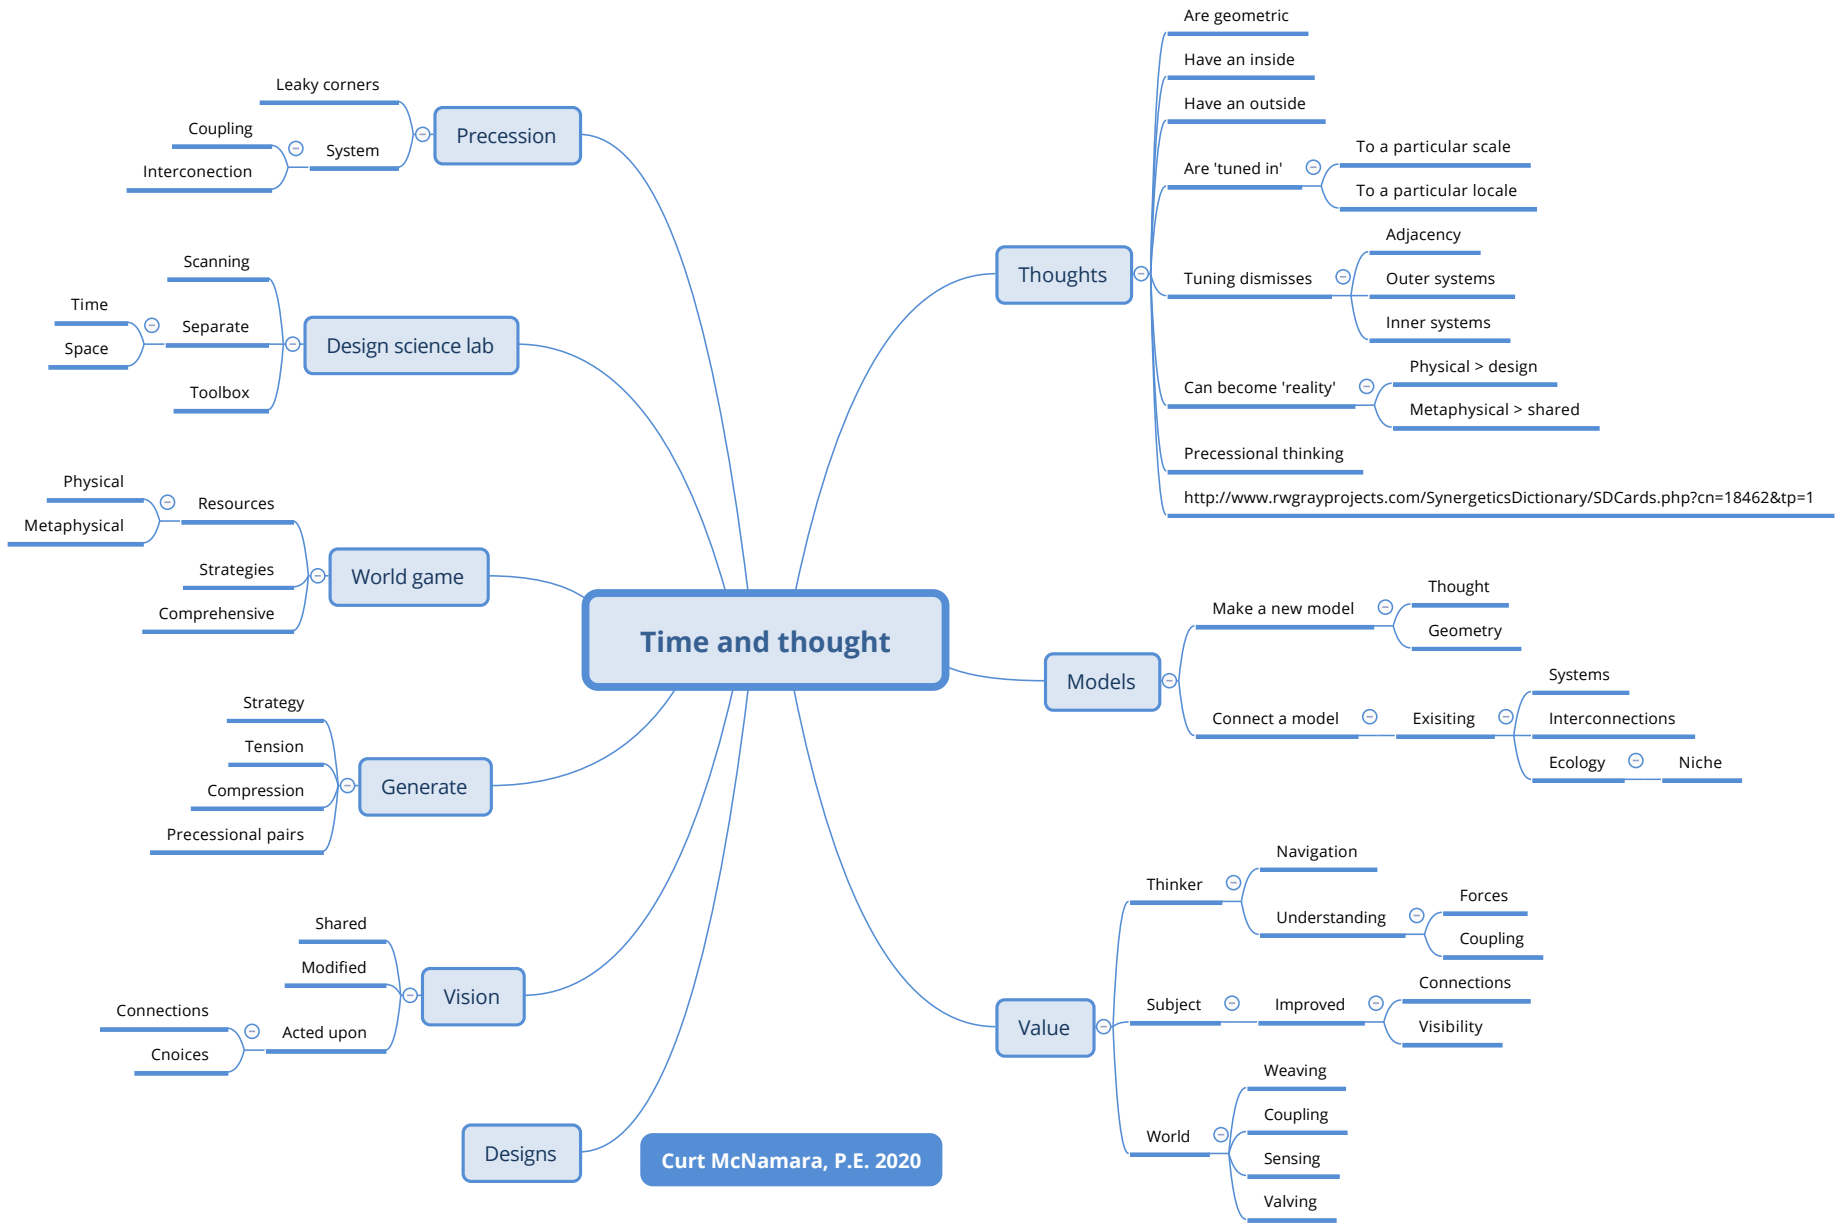 Time and thought
Precession
Leaky corners
System
Coupling
Interconection
Design science lab
Scanning
Separate
Time
Space
Toolbox
World game
Resources
Physical
Metaphysical
Strategies
Comprehensive
Generate
Strategy
Tension
Compression
Precessional pairs
Vision
Shared
Modified
Acted upon
Connections
Cnoices
Designs
Thoughts
Are geometric
Have an inside
Have an outside
Are 'tuned in'
To a particular scale
To a particular locale
Tuning dismisses
Adjacency
Outer systems
Inner systems
Can become 'reality'
Physical > design
Metaphysical > shared
Precessional thinking
http://www.rwgrayprojects.com/SynergeticsDictionary/SDCards.php?cn=18462&tp=1
Models
Make a new model
Thought
Geometry
Connect a model
Exisiting
Systems
Interconnections
Ecology
Niche
Value
Thinker
Navigation
Understanding
Forces
Coupling
Subject
Improved
Connections
Visibility
World
Weaving
Coupling
Sensing
Valving
Curt McNamara, P.E. 2020